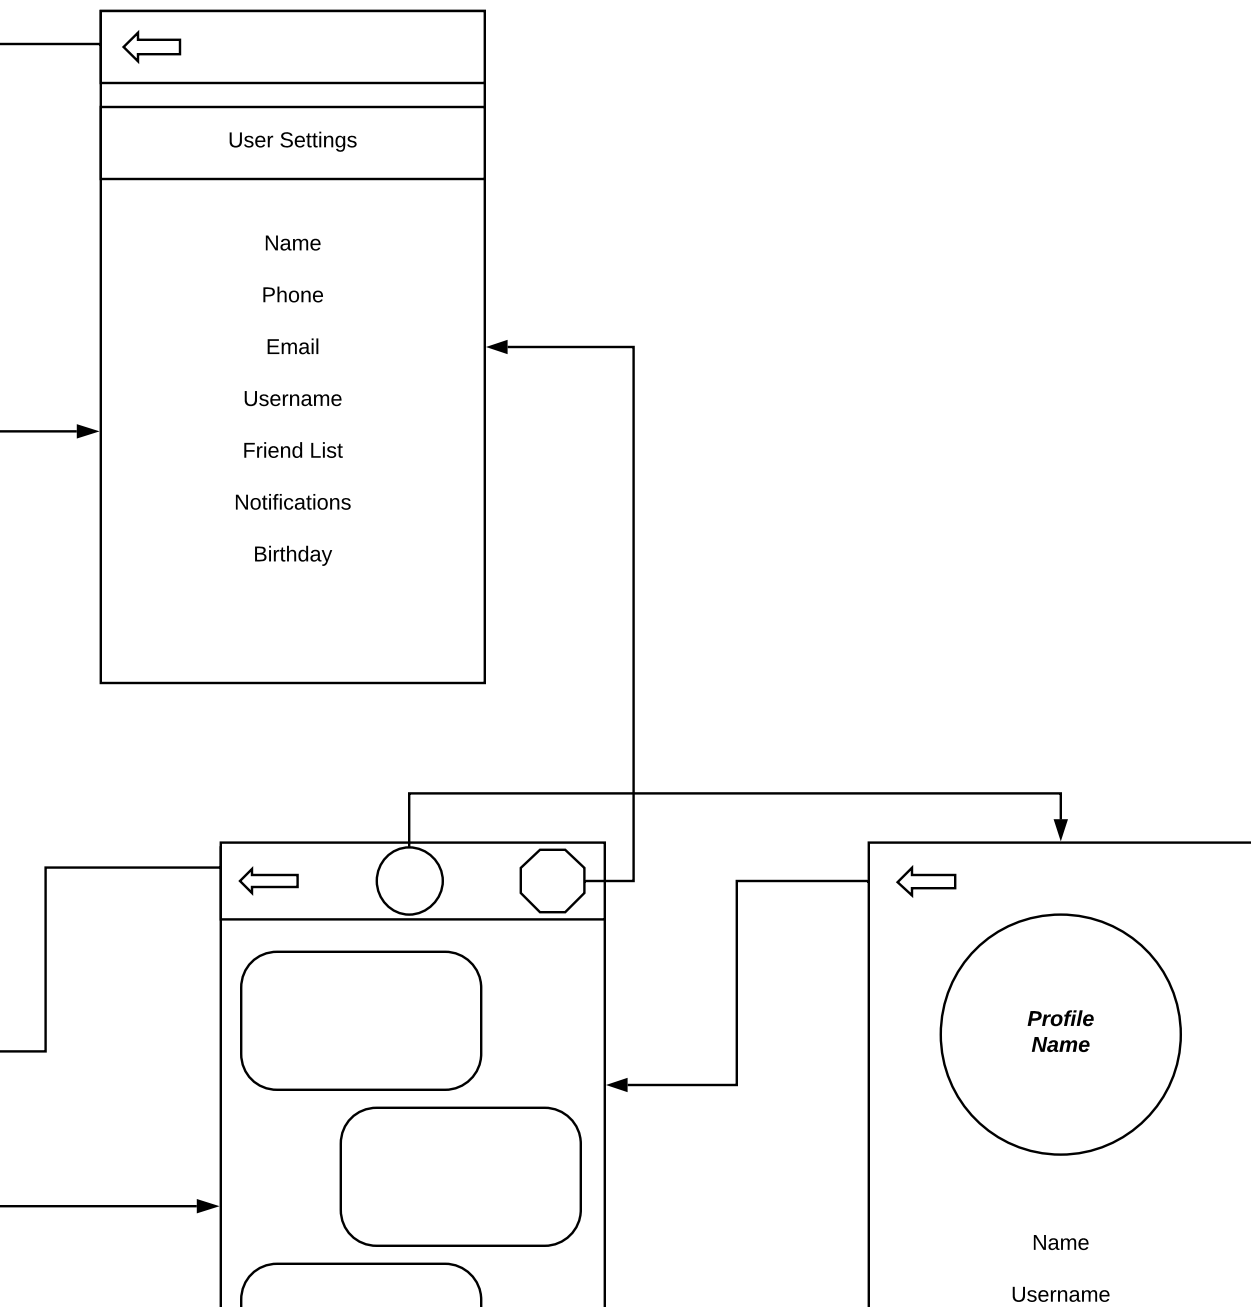 User Settings
Name
Phone
Email
Username
Friend List
Notifications
Birthday
Profile
Name
Name
Username